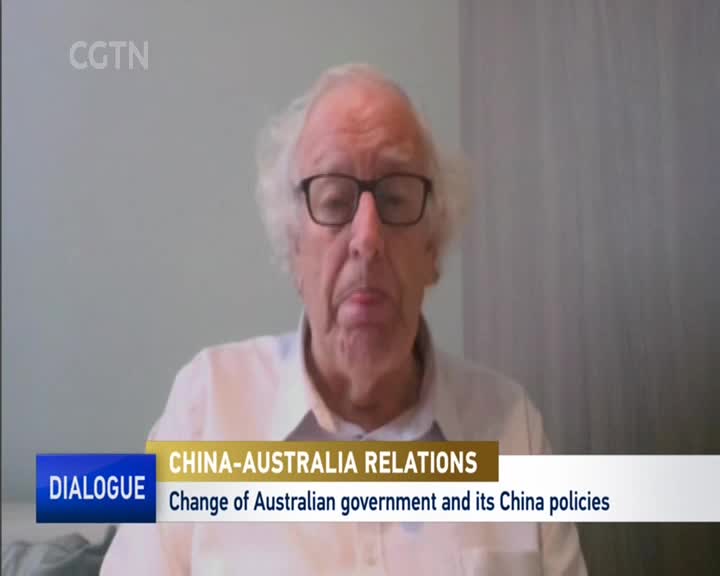 CGTN
CHINA-AUSTRALIA RELATIONS
DIALOGUE
Change of Australian government and its China policies